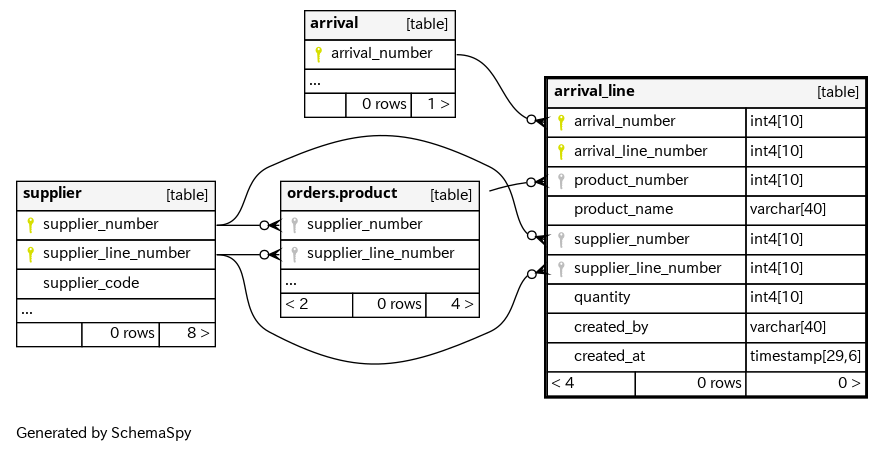 arrival [table]
arrival_number
...
0 rows 1 >
arrival_line [table]
arrival_number int4[10]
arrival_line_number int4[10]
product_number int4[10]
product_name varchar[40]
supplier_number int4[10]
supplier_line_number int4[10]
quantity int4[10]
created_by varchar[40]
created_at timestamp[29,6]
< 4 0 rows 0 >
supplier [table]
supplier_number
supplier_line_number
supplier_code
...
0 rows 8 >
orders.product [table]
supplier_number
supplier_line_number
...
< 2 0 rows 4 >
Generated by SchemaSpy